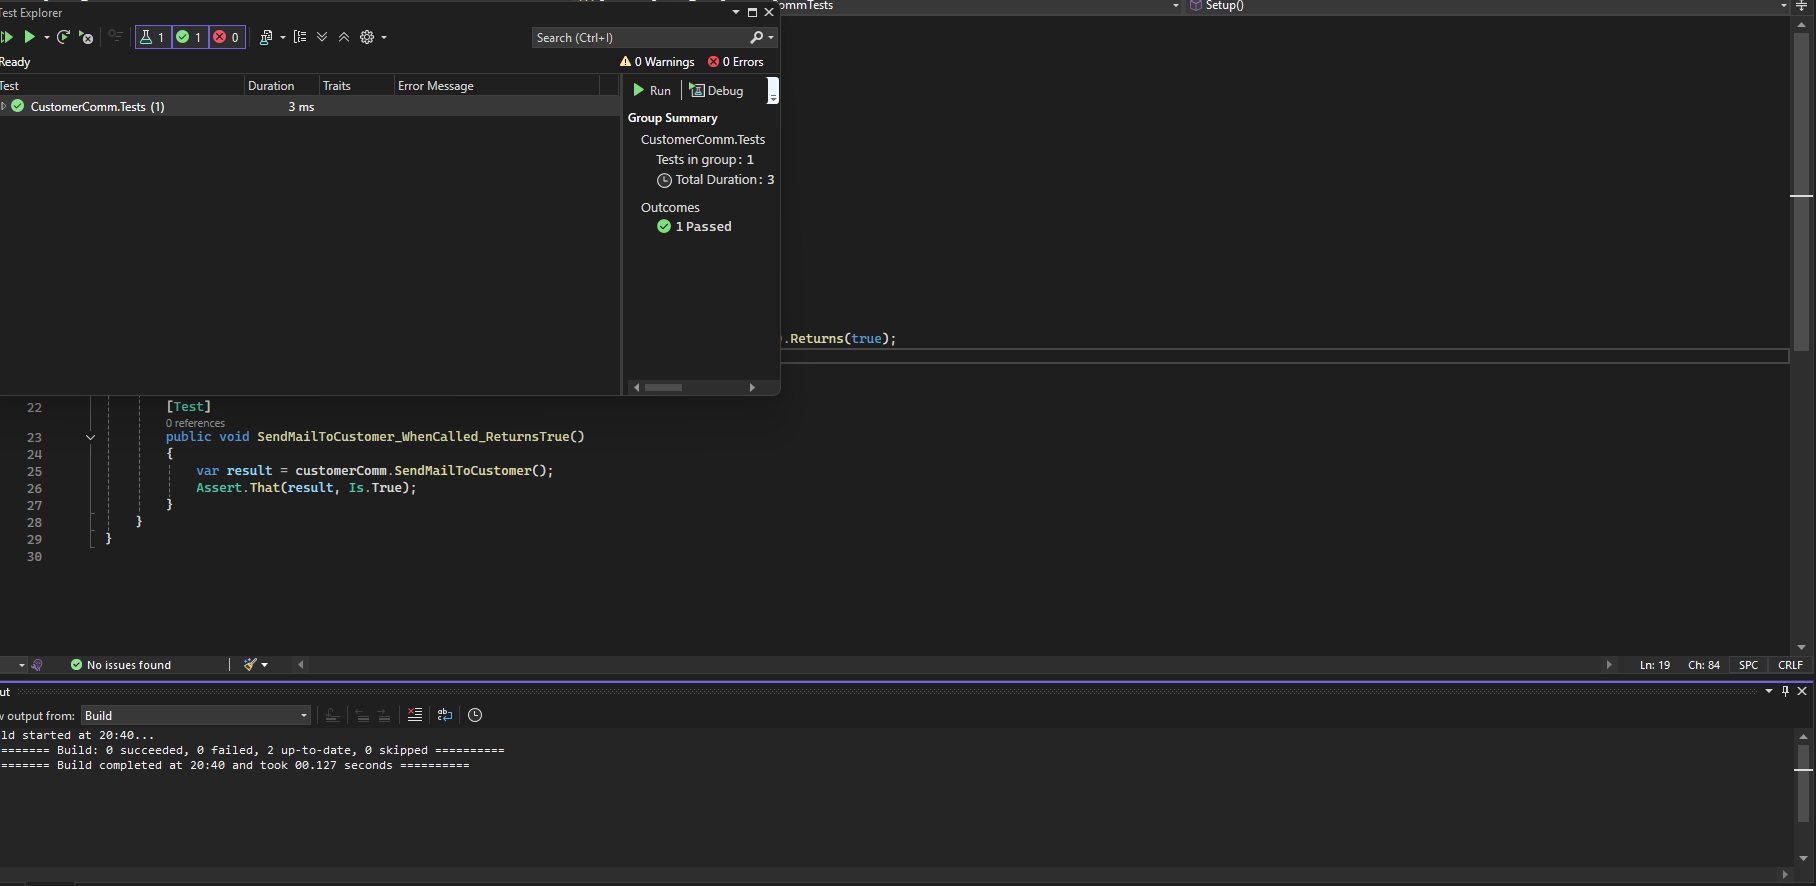 Test Explorer
ommTests
Setup()
1 1 0
Search (Ctrl+I)
Ready
0 Warnings 0 Errors
Test Duration Traits Error Message
CustomerComm.Tests (1) 3 ms
Run Debug
Group Summary
CustomerComm.Tests
Tests in group: 1
Total Duration: 3
Outcomes
1 Passed
.Returns(true);
22 [Test]
0 references
23 public void SendMailToCustomer_WhenCalled_ReturnsTrue()
24 {
25 var result = customerComm.SendMailToCustomer();
26 Assert.That(result, Is.True);
27 }
28 }
29 }
30
No issues found
Ln: 19 Ch: 84 SPC CRLF
ut
w output from: Build
ld started at 20:40...
======= Build: 0 succeeded, 0 failed, 2 up-to-date, 0 skipped ==========
======= Build completed at 20:40 and took 00.127 seconds ==========